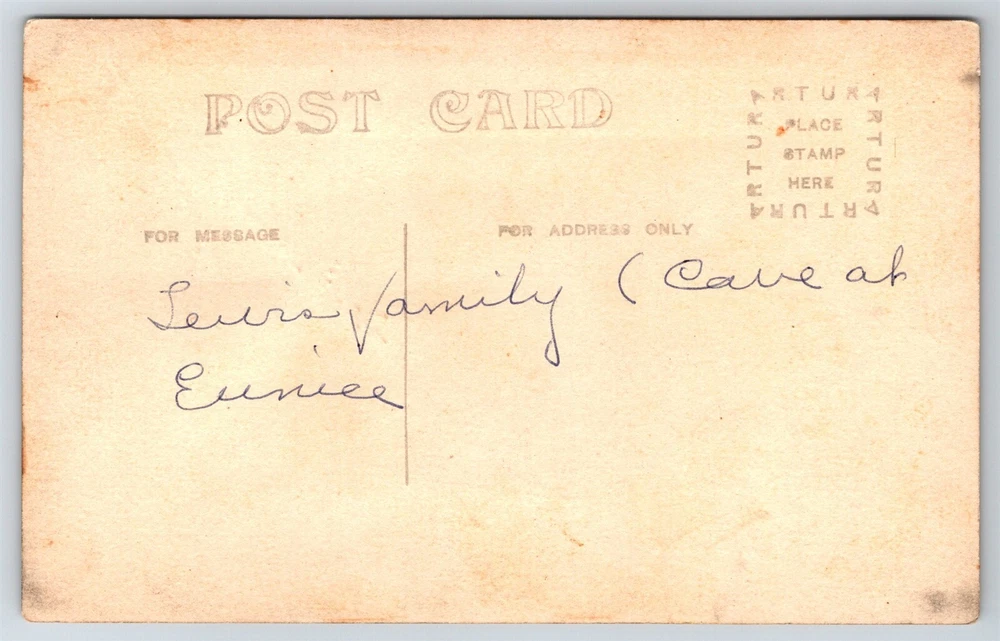 POST CARD
ARTURA
ARTURA
PLACE
STAMP
HERE
ARTURA
ARTURA
FOR MESSAGE
FOR ADDRESS ONLY
Lewis family (Cave at
Eunice